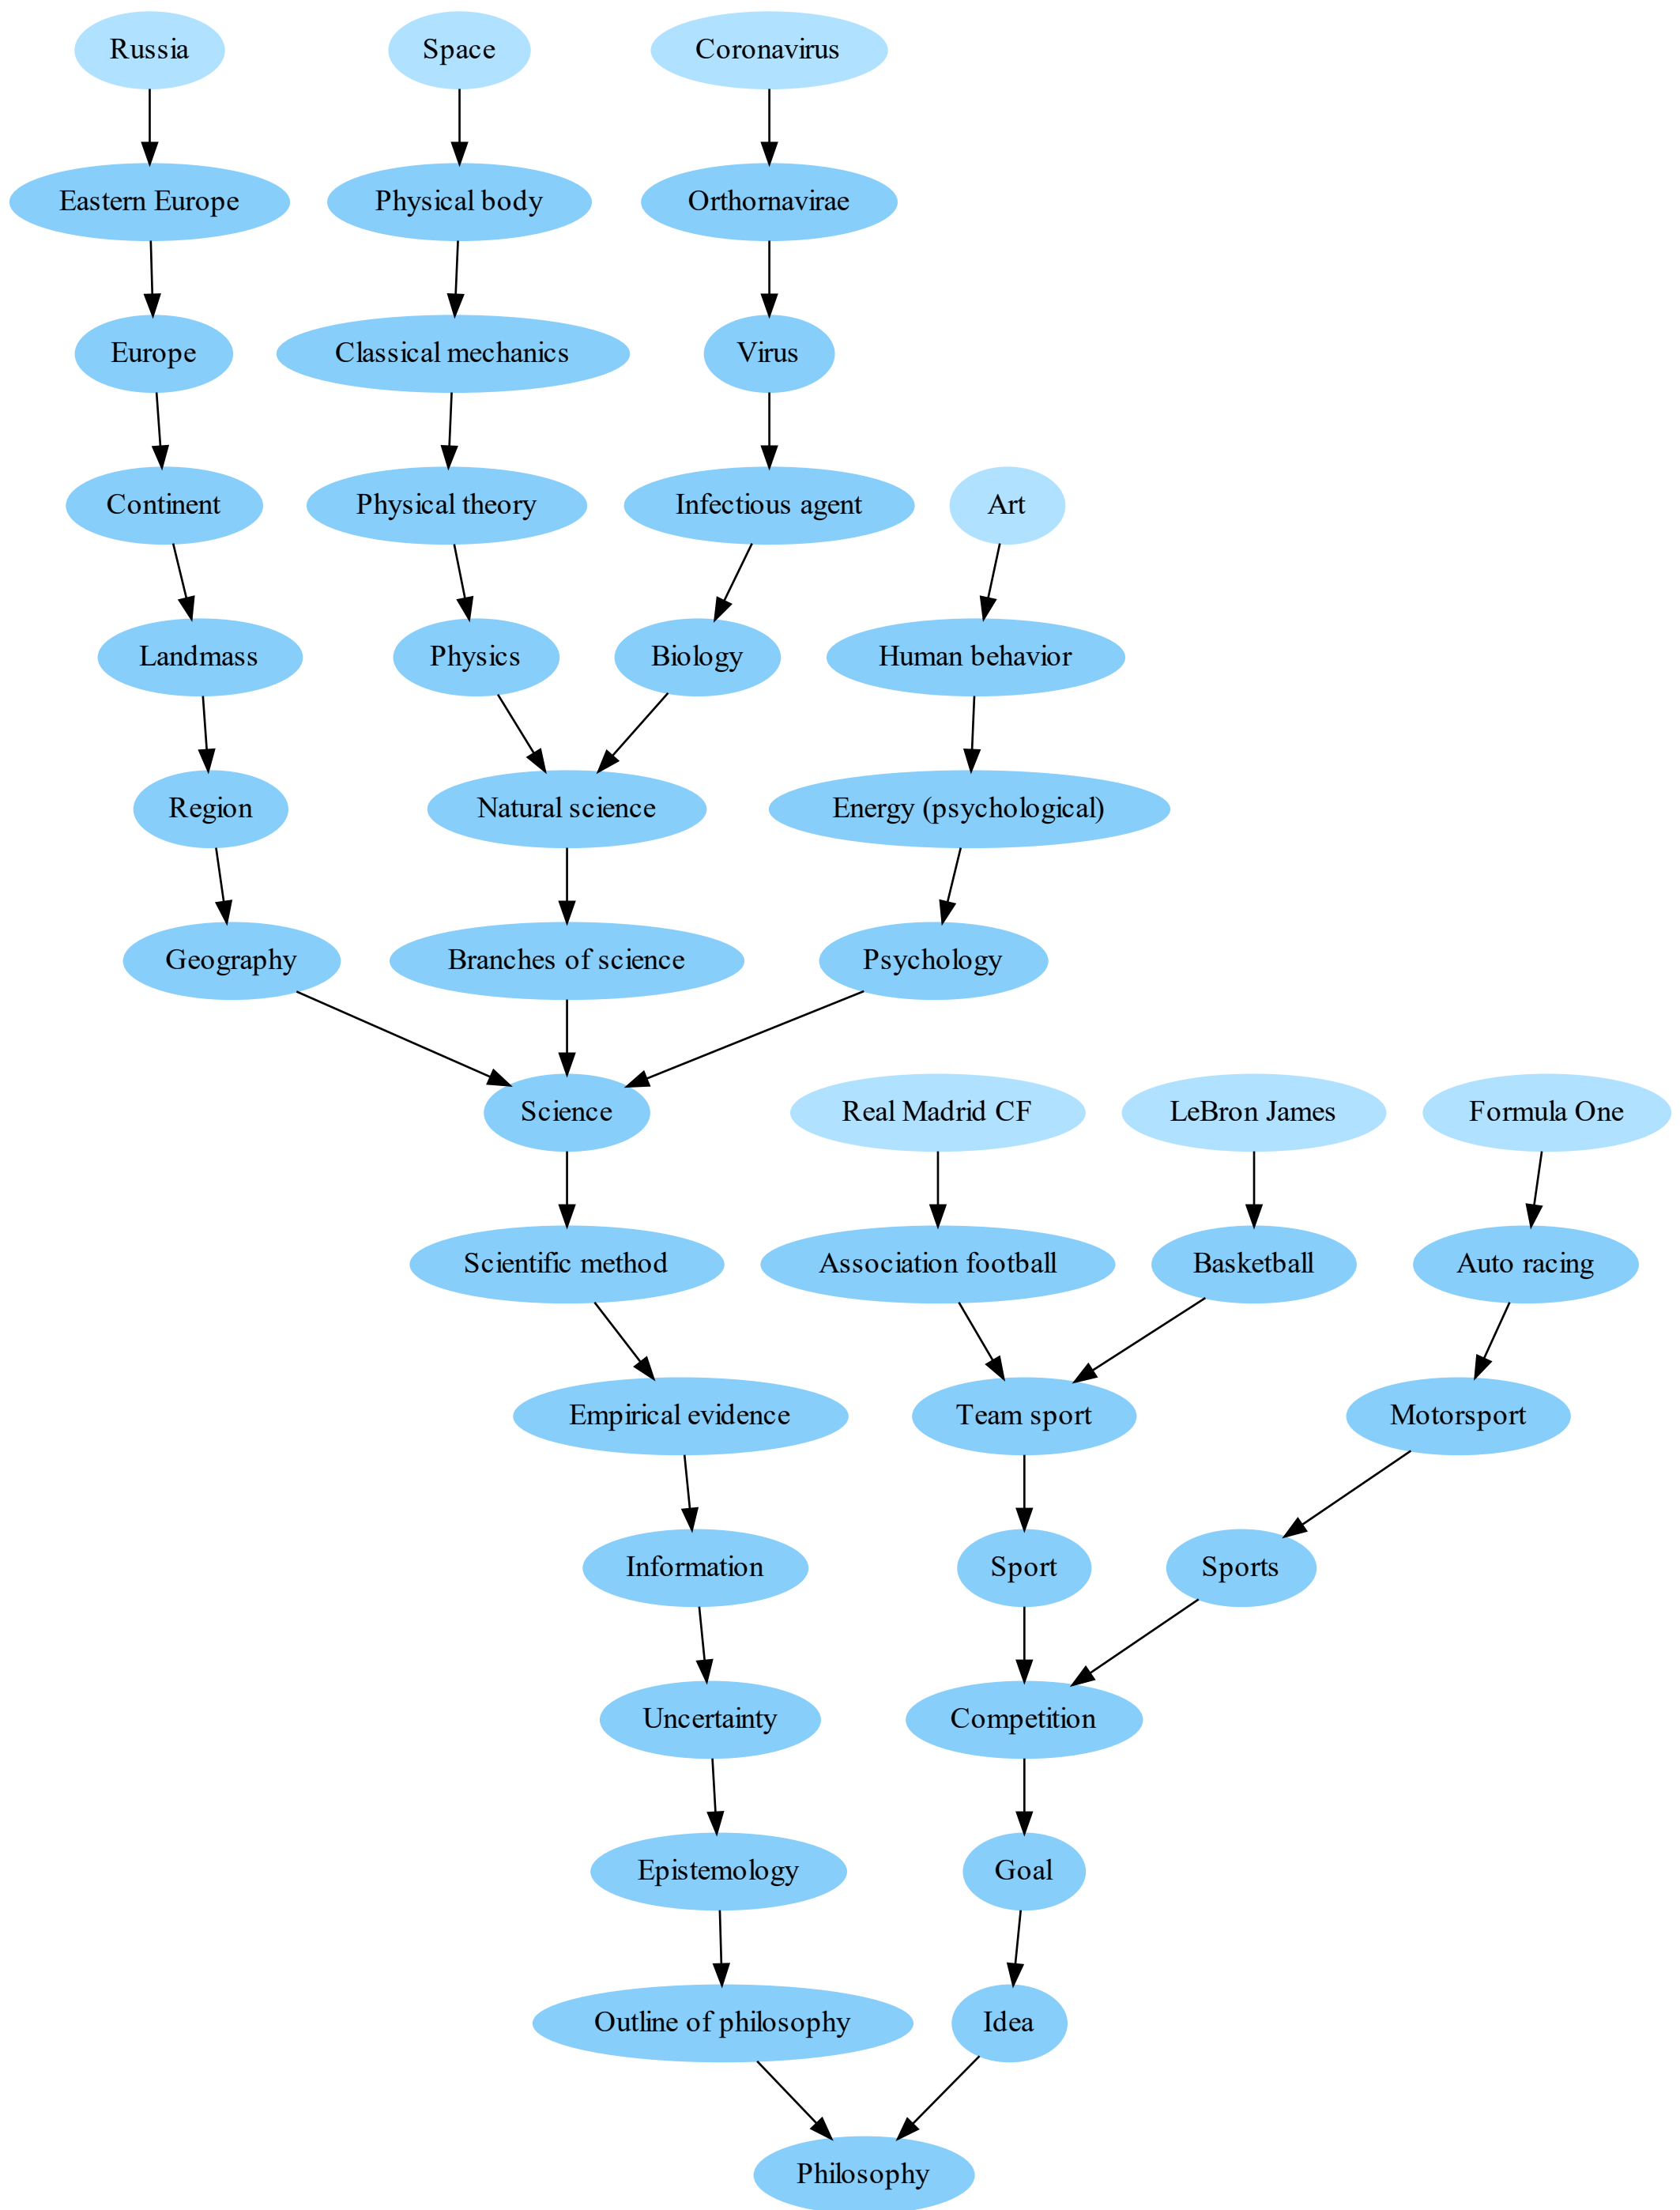 Russia
Space
Coronavirus
Eastern Europe
Physical body
Orthornavirae
Europe
Classical mechanics
Virus
Continent
Physical theory
Infectious agent
Art
Landmass
Physics
Biology
Human behavior
Region
Natural science
Energy (psychological)
Geography
Branches of science
Psychology
Science
Real Madrid CF
LeBron James
Formula One
Scientific method
Association football
Basketball
Auto racing
Empirical evidence
Team sport
Motorsport
Information
Sport
Sports
Uncertainty
Competition
Epistemology
Goal
Outline of philosophy
Idea
Philosophy